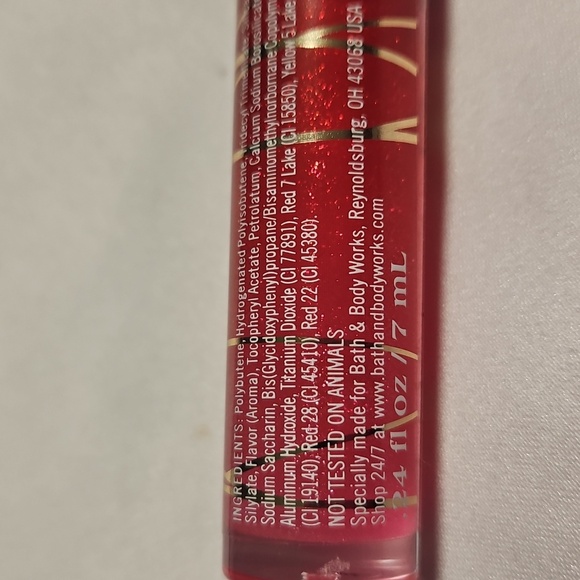 INGREDIENTS: Polybutene, Hydrogenated Polyisobutene, Tridecyl
Silylate, Flavor (Aroma), Tocopheryl Acetate, Petrolatum, Calcium Sodium
Sodium Saccharin, Bis(Glycidoxyphenyl)propane/Bisaminomethylnorbornane
Aluminum Hydroxide, Titanium Dioxide (CI 77891), Red 7 Lake (CI 15850), Yellow 5 Lake
(CI 19140), Red 28 (CI 45410), Red 22 (CI 45380)
NOT TESTED ON ANIMALS
Specially made for Bath & Body Works, Reynoldsburg, OH 43068 USA
Shop 24/7 at www.bathandbodyworks.com
24 fl oz / 7 mL